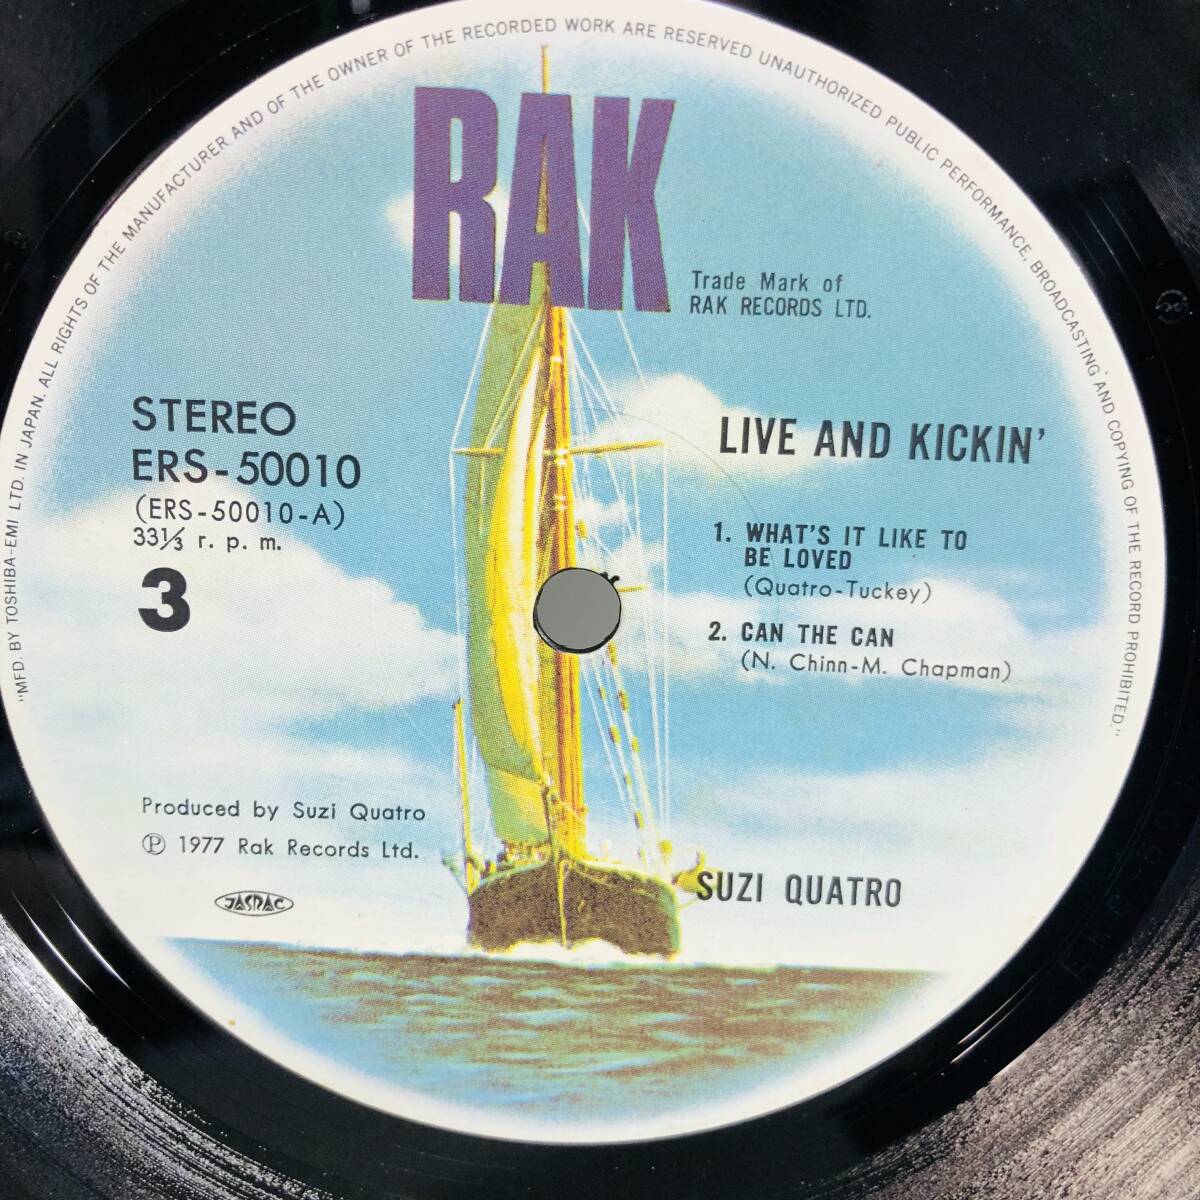 "MFD. BY TOSHIBA-EMI LTD. IN JAPAN. ALL RIGHTS OF THE MANUFACTURER AND OF THE OWNER OF THE RECORDED WORK ARE RESERVED UNAUTHORIZED PUBLIC PERFORMANCE, BROADCASTING AND COPYING OF THE RECORD PROHIBITED."
RAK
Trade Mark of
RAK RECORDS LTD.
STEREO
ERS-50010
(ERS-50010-A)
33⅓ r. p. m.
3
LIVE AND KICKIN'
1. WHAT'S IT LIKE TO
BE LOVED
(Quatro-Tuckey)
2. CAN THE CAN
(N. Chinn-M. Chapman)
Produced by Suzi Quatro
Ⓟ 1977 Rak Records Ltd.
JASRAC
SUZI QUATRO